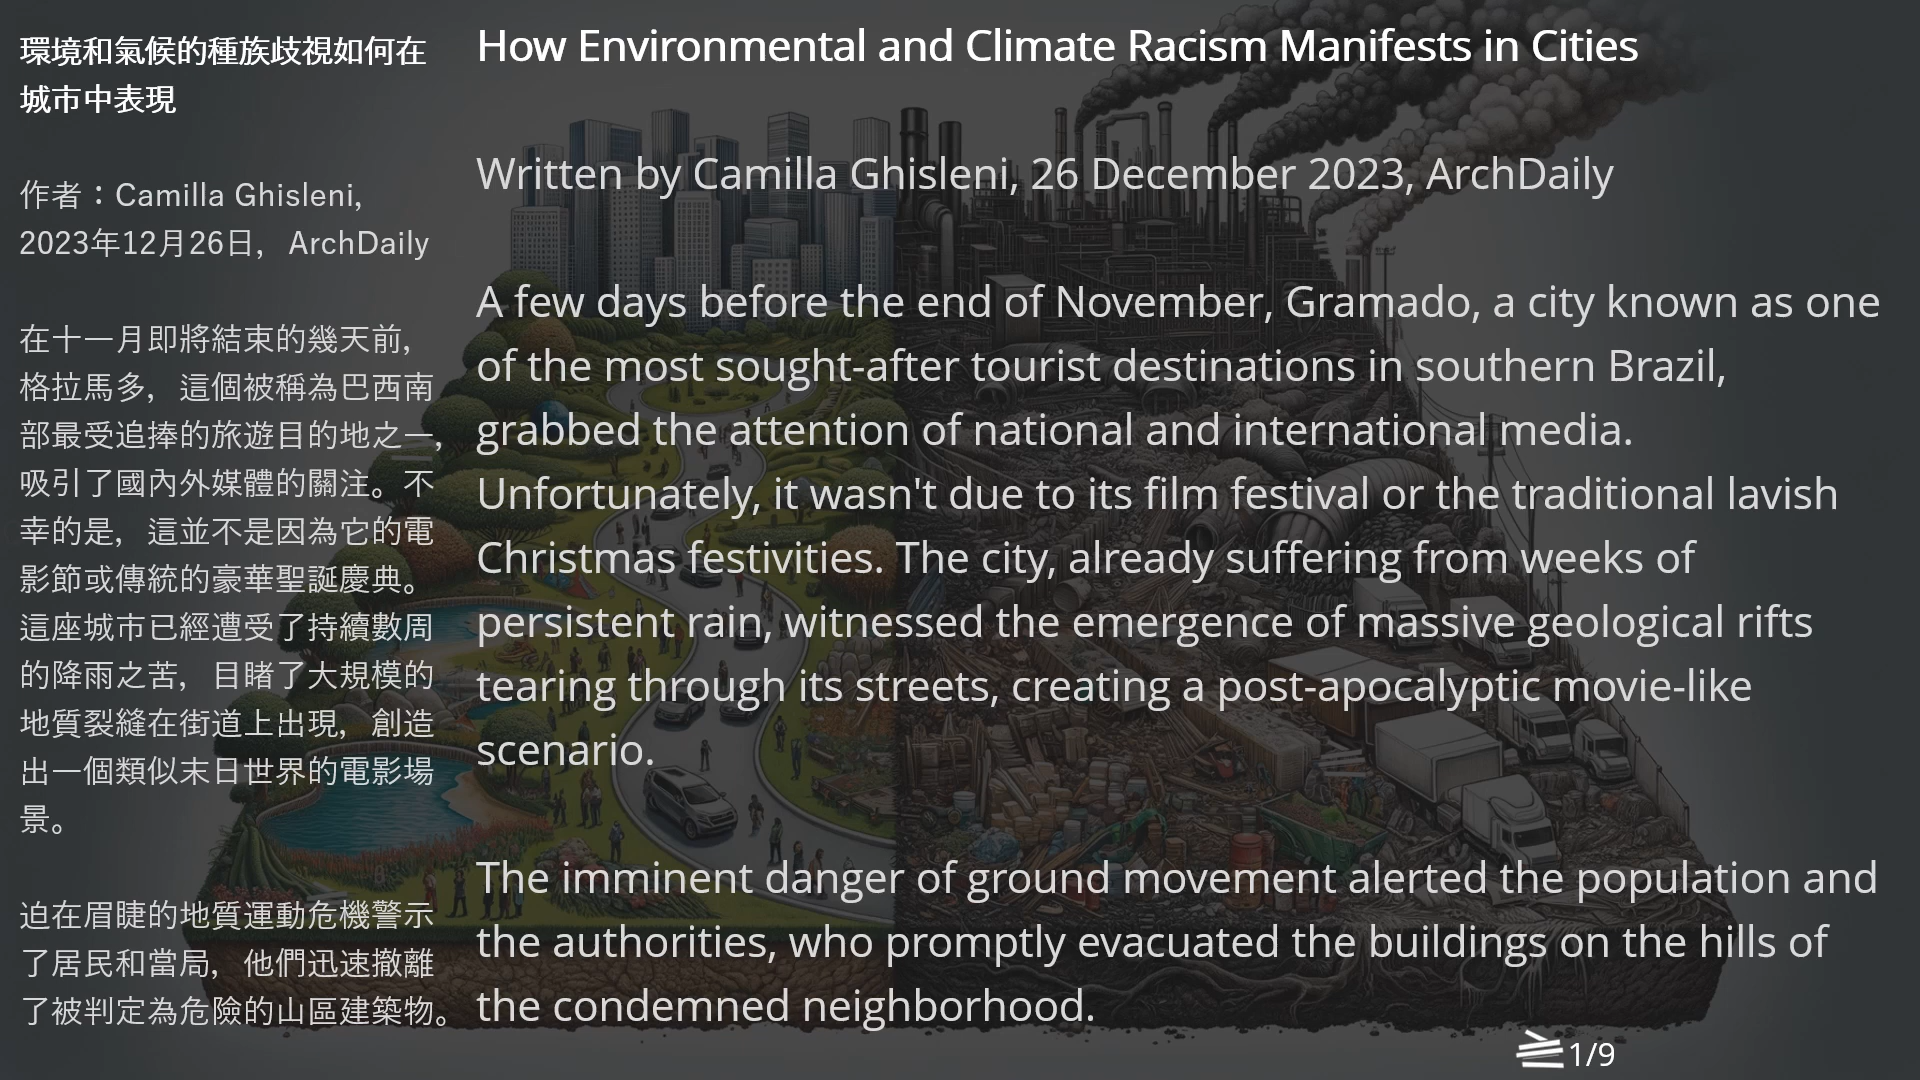 環境和氣候的種族歧視如何在
城市中表現
作者：Camilla Ghisleni,
2023年12月26日，ArchDaily
在十一月即將結束的幾天前，
格拉馬多，這個被稱為巴西南
部最受追捧的旅遊目的地之一，
吸引了國內外媒體的關注。不
幸的是，這並不是因為它的電
影節或傳統的豪華聖誕慶典。
這座城市已經遭受了持續數周
的降雨之苦，目睹了大規模的
地質裂縫在街道上出現，創造
出一個類似末日世界的電影場
景。
迫在眉睫的地質運動危機警示
了居民和當局，他們迅速撤離
了被判定為危險的山區建築物。
How Environmental and Climate Racism Manifests in Cities
Written by Camilla Ghisleni, 26 December 2023, ArchDaily
A few days before the end of November, Gramado, a city known as one
of the most sought-after tourist destinations in southern Brazil,
grabbed the attention of national and international media.
Unfortunately, it wasn't due to its film festival or the traditional lavish
Christmas festivities. The city, already suffering from weeks of
persistent rain, witnessed the emergence of massive geological rifts
tearing through its streets, creating a post-apocalyptic movie-like
scenario.
The imminent danger of ground movement alerted the population and
the authorities, who promptly evacuated the buildings on the hills of
the condemned neighborhood.
1/9